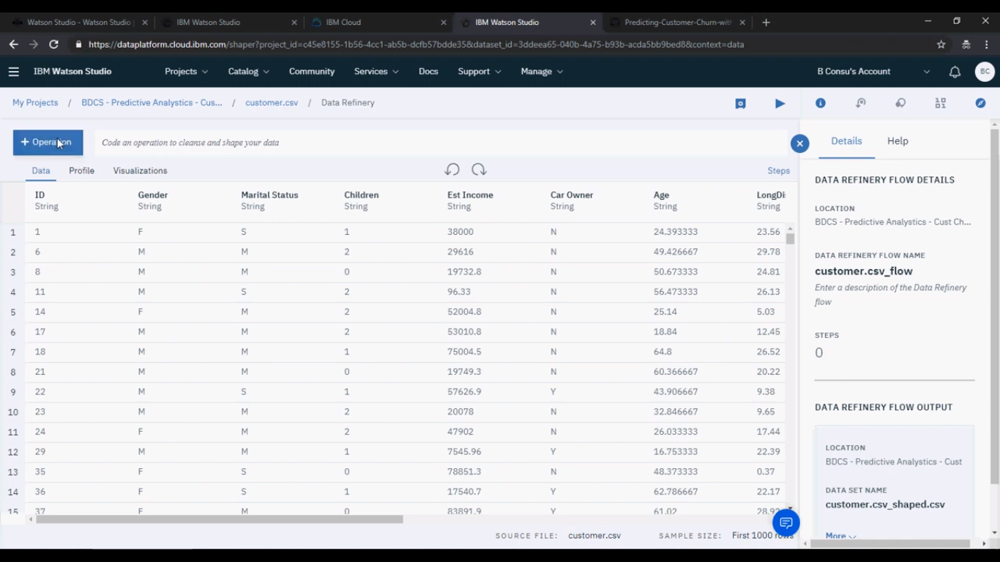 Watson Studio - Watson Studio
IBM Watson Studio
IBM Cloud
IBM Watson Studio
Predicting-Customer-Churn-with
https://dataplatform.cloud.ibm.com/shaper?project_id=c45e8155-1b56-4cc1-ab5b-dcfb57bdde35&dataset_id=3ddeea65-040b-4a75-b93b-acda5bb9bed8&context=data
IBM Watson Studio Projects Catalog Community Services Docs Support Manage B Consu's Account BC
My Projects / BDCS - Predictive Analystics - Cus... / customer.csv / Data Refinery
+ Operation Code an operation to cleanse and shape your data
Data Profile Visualizations Steps
ID Gender Marital Status Children Est Income Car Owner Age LongDi
String String String String String String String String
1 1 F S 1 38000 N 24.393333 23.56
2 6 M M 2 29616 N 49.426667 29.78
3 8 M M 0 19732.8 N 50.673333 24.81
4 11 M S 2 96.33 N 56.473333 26.13
5 14 F M 2 52004.8 N 25.14 5.03
6 17 M M 2 53010.8 N 18.84 12.45
7 18 M M 1 75004.5 N 64.8 26.52
8 21 M M 0 19749.3 N 60.366667 20.22
9 22 M S 1 57626.9 Y 43.906667 9.38
10 23 M M 2 20078 N 32.846667 9.65
11 24 F M 2 47902 N 26.033333 17.44
12 29 M M 1 7545.96 Y 16.753333 22.39
13 35 F S 0 78851.3 N 48.373333 0.37
14 36 F S 1 17540.7 Y 62.786667 22.17
15 37 F M 0 83891.9 Y 61.02 28.92
SOURCE FILE: customer.csv SAMPLE SIZE: First 1000 rows
Details Help
DATA REFINERY FLOW DETAILS
LOCATION
BDCS - Predictive Analystics - Cust Ch...
DATA REFINERY FLOW NAME
customer.csv_flow
Enter a description of the Data Refinery
flow
STEPS
0
DATA REFINERY FLOW OUTPUT
LOCATION
BDCS - Predictive Analystics - Cust
DATA SET NAME
customer.csv_shaped.csv
More